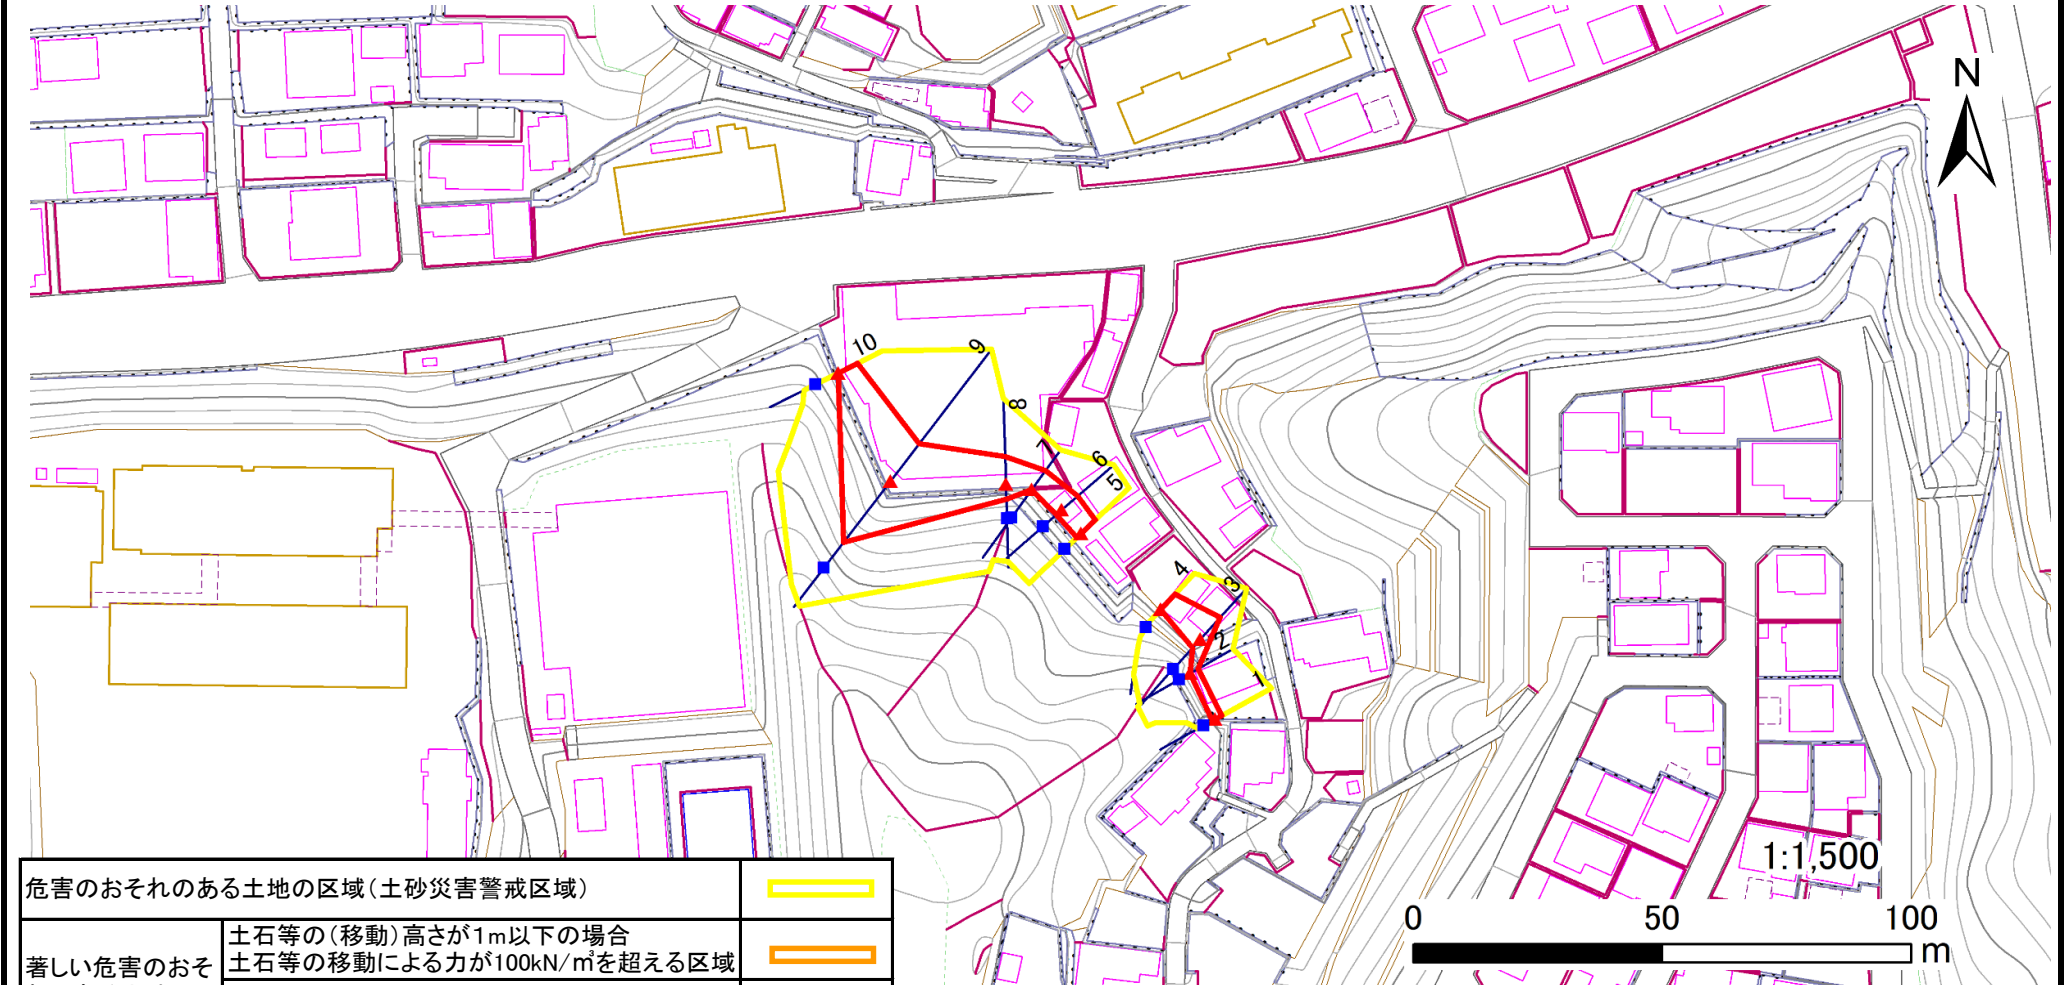 N
10
9
8
7
6
5
4
3
2
1
1:1,500
0 50 100
m
危害のおそれのある土地の区域(土砂災害警戒区域)
土石等の(移動)高さが1m以下の場合
土石等の移動による力が100kN/㎡を超える区域
著しい危害のおそ